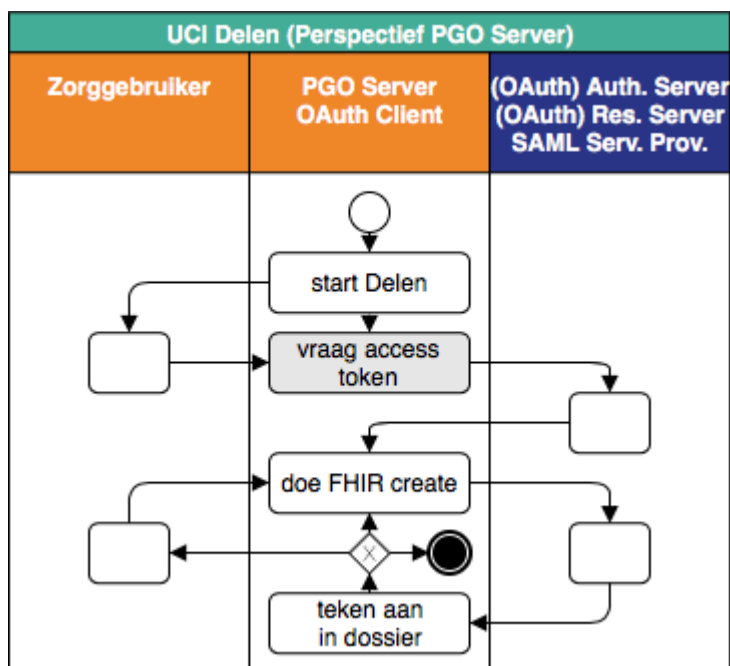 UCI Delen (Perspectief PGO Server)
Zorggebruiker
PGO Server
OAuth Client
(OAuth) Auth. Server
(OAuth) Res. Server
SAML Serv. Prov.
start Delen
vraag access
token
doe FHIR create
X
teken aan
in dossier